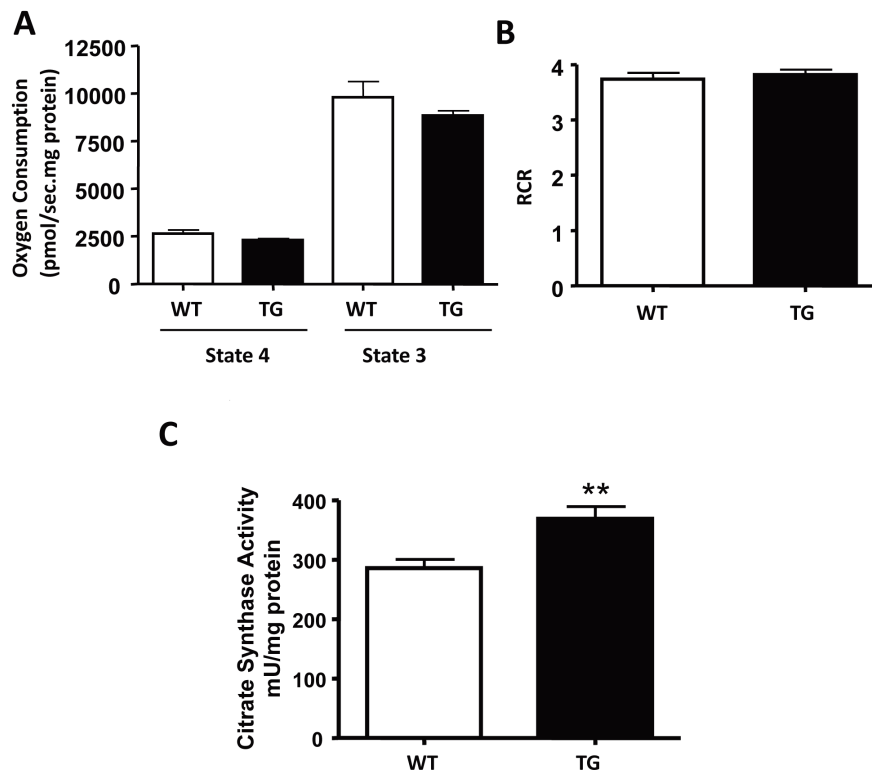 A
Oxygen Consumption
(pmol/sec.mg protein)
12500
10000
7500
5000
2500
0
WT TG WT TG
State 4 State 3
B
RCR
4
3
2
1
0
WT TG
C
Citrate Synthase Activity
mU/mg protein
400
300
200
100
0
**
WT TG